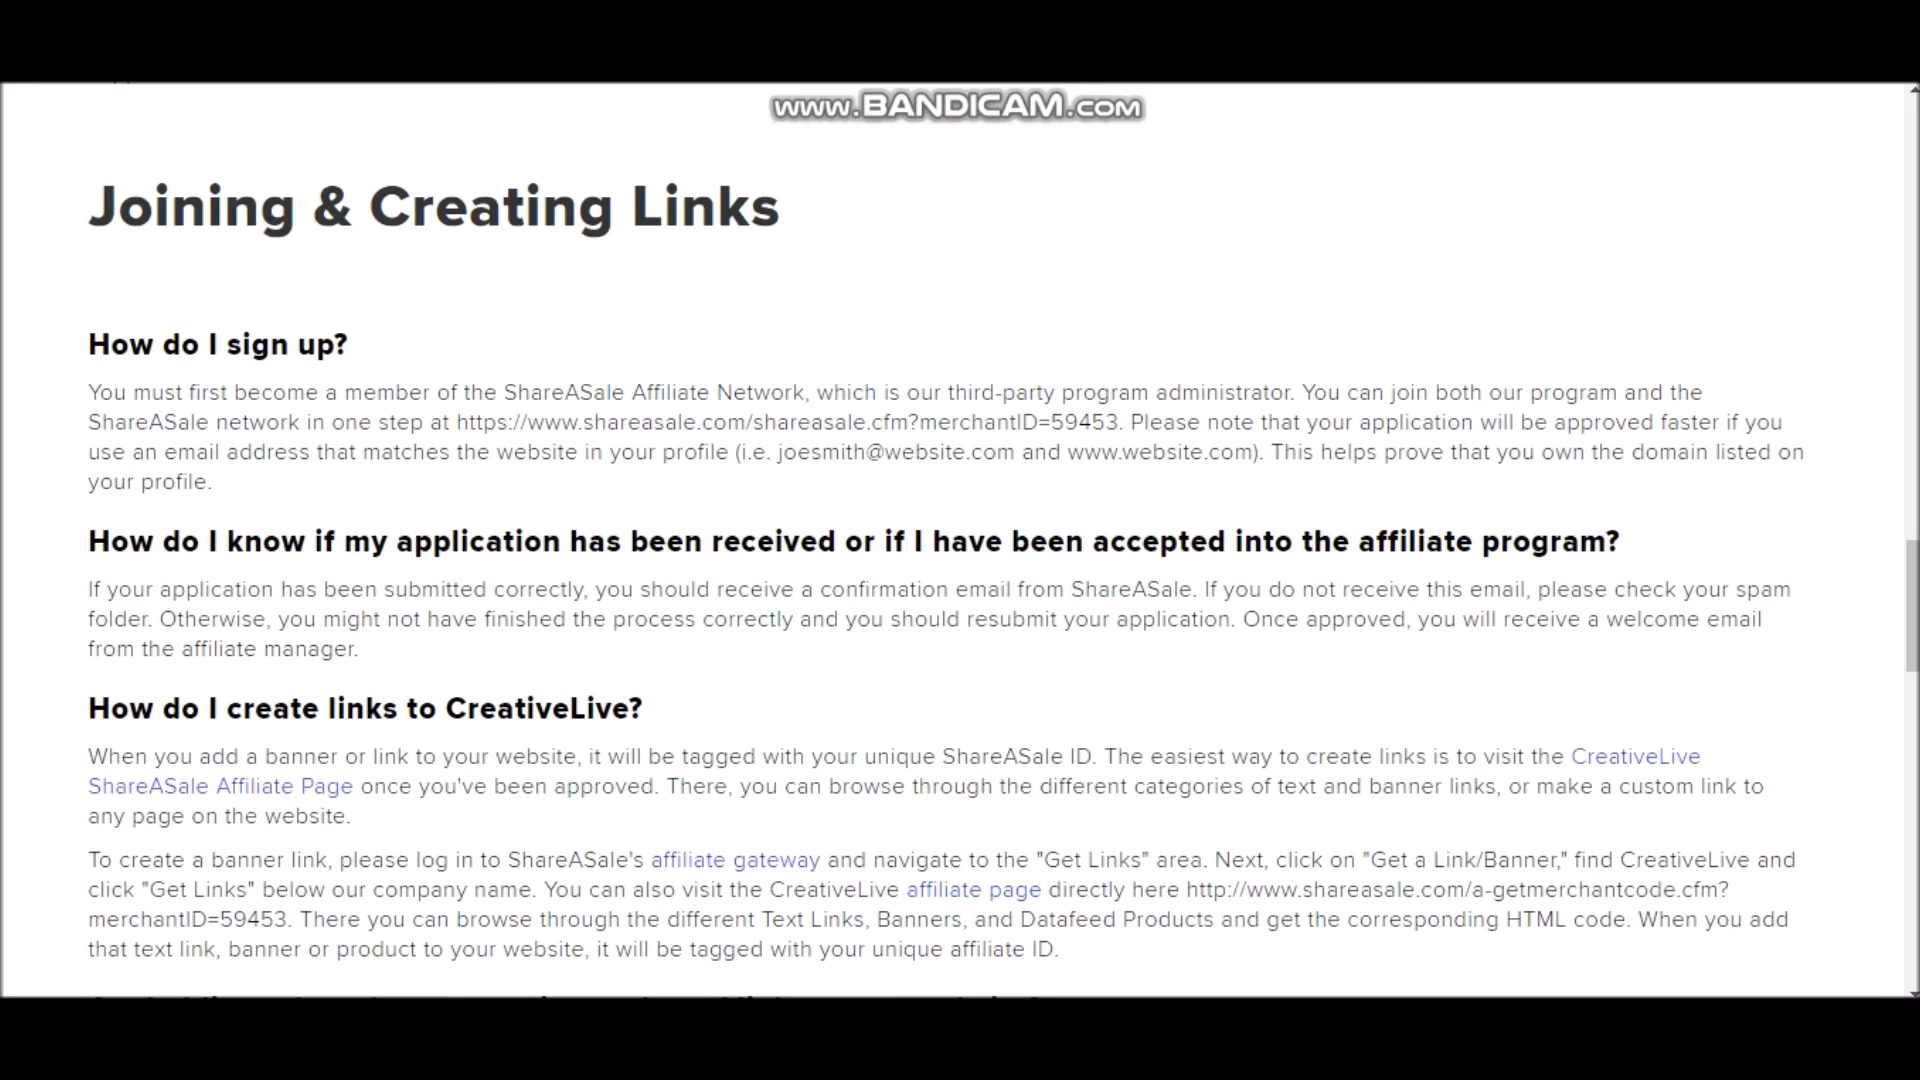 www.BANDICAM.com
Joining & Creating Links
How do I sign up?
You must first become a member of the ShareASale Affiliate Network, which is our third-party program administrator. You can join both our program and the
ShareASale network in one step at https://www.shareasale.com/shareasale.cfm?merchantID=59453. Please note that your application will be approved faster if you
use an email address that matches the website in your profile (i.e. joesmith@website.com and www.website.com). This helps prove that you own the domain listed on
your profile.
How do I know if my application has been received or if I have been accepted into the affiliate program?
If your application has been submitted correctly, you should receive a confirmation email from ShareASale. If you do not receive this email, please check your spam
folder. Otherwise, you might not have finished the process correctly and you should resubmit your application. Once approved, you will receive a welcome email
from the affiliate manager.
How do I create links to CreativeLive?
When you add a banner or link to your website, it will be tagged with your unique ShareASale ID. The easiest way to create links is to visit the CreativeLive
ShareASale Affiliate Page once you've been approved. There, you can browse through the different categories of text and banner links, or make a custom link to
any page on the website.
To create a banner link, please log in to ShareASale's affiliate gateway and navigate to the "Get Links" area. Next, click on "Get a Link/Banner," find CreativeLive and
click "Get Links" below our company name. You can also visit the CreativeLive affiliate page directly here http://www.shareasale.com/a-getmerchantcode.cfm?
merchantID=59453. There you can browse through the different Text Links, Banners, and Datafeed Products and get the corresponding HTML code. When you add
that text link, banner or product to your website, it will be tagged with your unique affiliate ID.